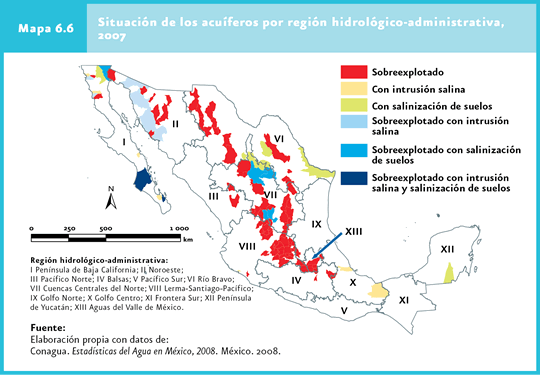 Mapa 6.6
Situación de los acuíferos por región hidrológico-administrativa,
2007
Sobreexplotado
Con intrusión salina
Con salinización de suelos
Sobreexplotado con intrusión
salina
Sobreexplotado con salinización
de suelos
Sobreexplotado con intrusión
salina y salinización de suelos
I
II
III
VI
VII
VIII
IX
XIII
XII
IV
X
V
XI
N
0 250 500 1 000
km
Región hidrológico-administrativa:
I Península de Baja California; II Noroeste;
III Pacífico Norte; IV Balsas; V Pacífico Sur; VI Río Bravo;
VII Cuencas Centrales del Norte; VIII Lerma-Santiago-Pacífico;
IX Golfo Norte; X Golfo Centro; XI Frontera Sur; XII Península
de Yucatán; XIII Aguas del Valle de México.
Fuente:
Elaboración propia con datos de:
Conagua. Estadísticas del Agua en México, 2008. México. 2008.